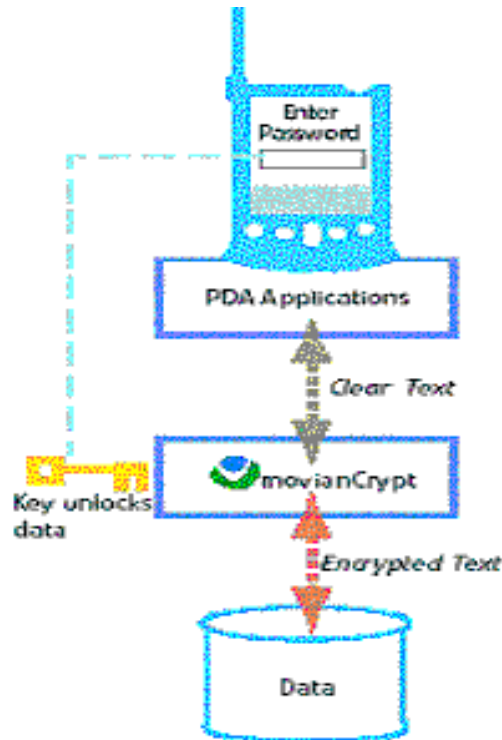 Enter
Password
PDA Applications
Clear Text
movianCrypt
Key unlocks
data
Encrypted Text
Data